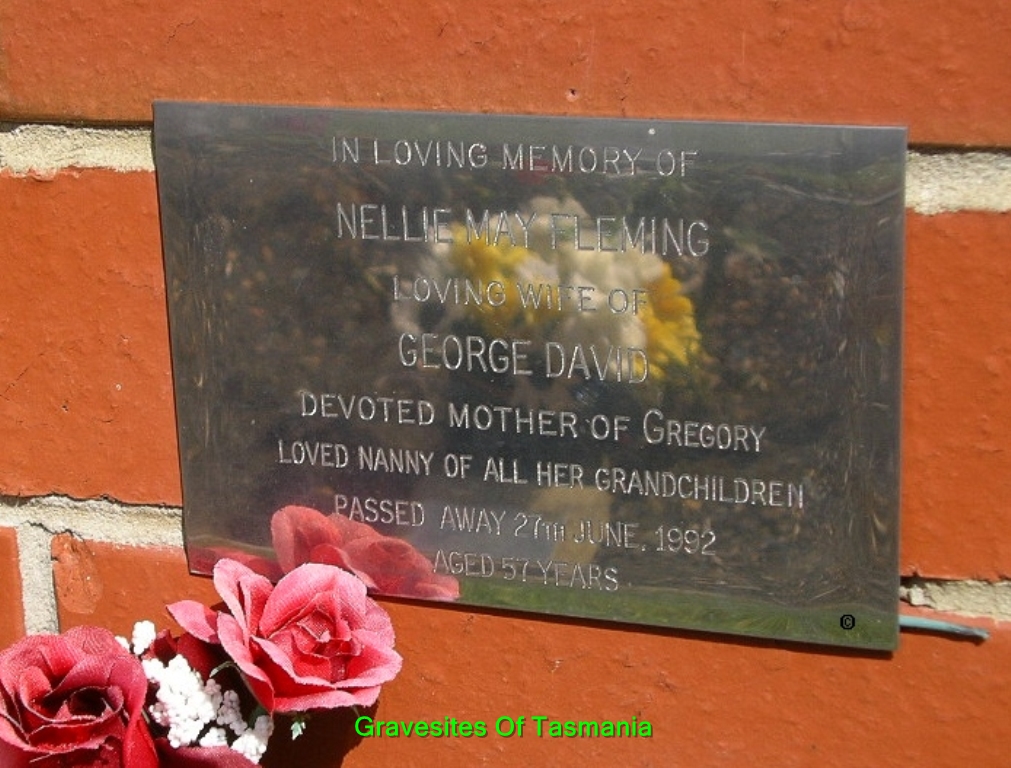 IN LOVING MEMORY OF
NELLIE MAY FLEMING
LOVING WIFE OF
GEORGE DAVID
DEVOTED MOTHER OF GREGORY
LOVED NANNY OF ALL HER GRANDCHILDREN
PASSED AWAY 27TH JUNE, 1992
AGED 57 YEARS
©
Gravesites Of Tasmania